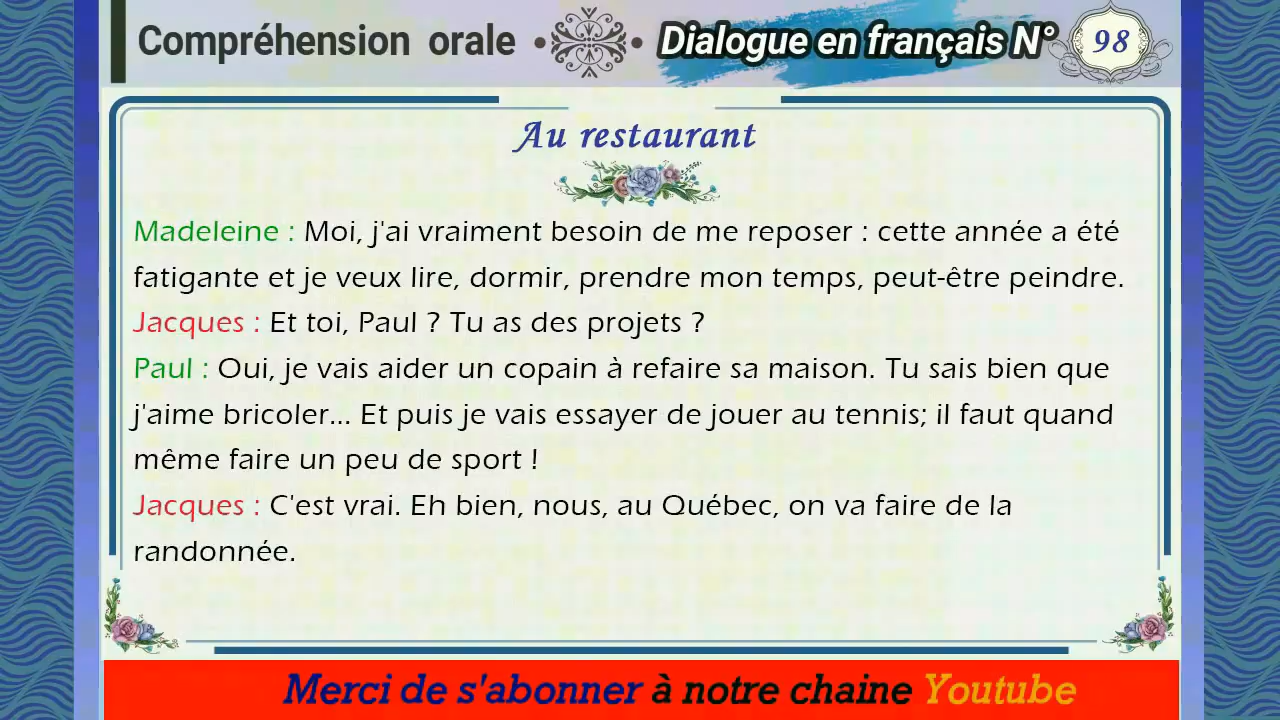 Compréhension orale Dialogue en français N° 98
Au restaurant
Madeleine : Moi, j'ai vraiment besoin de me reposer : cette année a été
fatigante et je veux lire, dormir, prendre mon temps, peut-être peindre.
Jacques : Et toi, Paul ? Tu as des projets ?
Paul : Oui, je vais aider un copain à refaire sa maison. Tu sais bien que
j'aime bricoler... Et puis je vais essayer de jouer au tennis; il faut quand
même faire un peu de sport !
Jacques : C'est vrai. Eh bien, nous, au Québec, on va faire de la
randonnée.
Merci de s'abonner à notre chaine Youtube